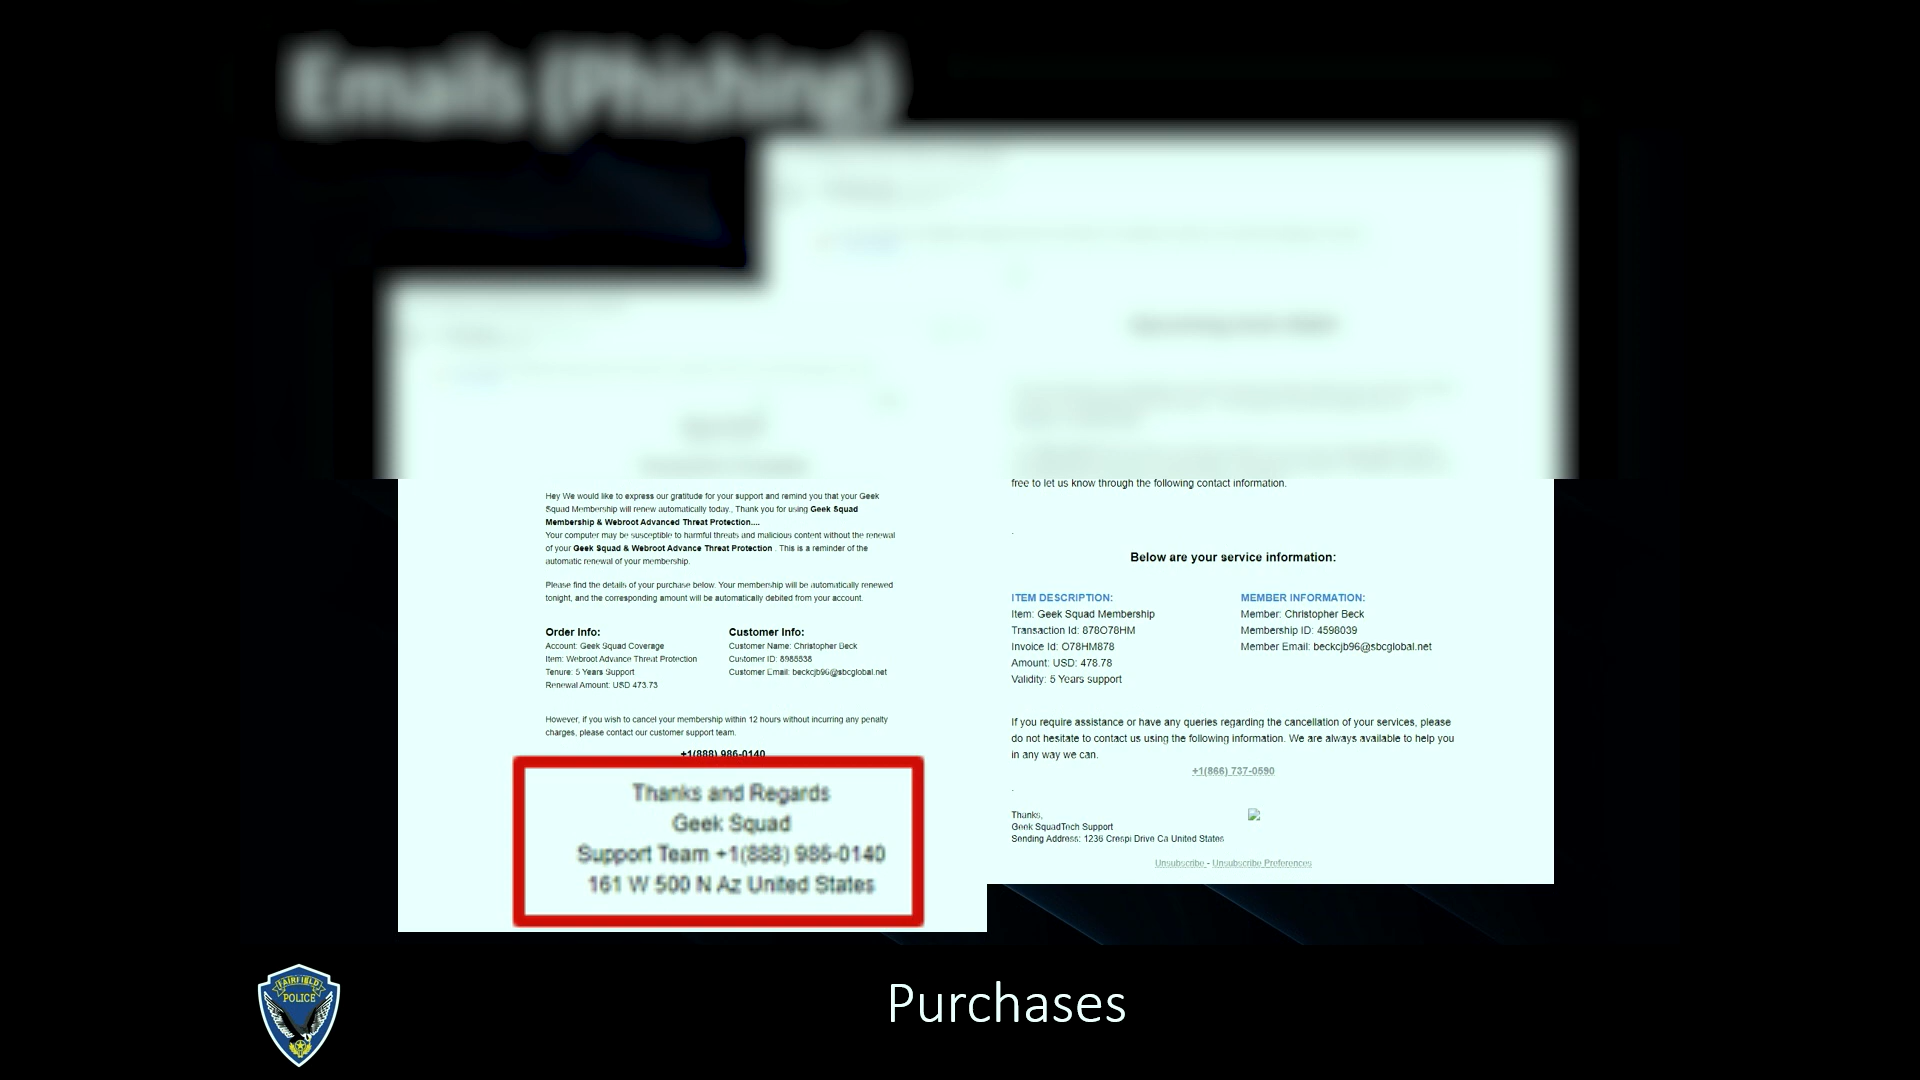 Emails (Phishing)
Hey We would like to express our gratitude for your support and remind you that your Geek
Squad Membership will renew automatically today., Thank you for using Geek Squad
Membership & Webroot Advanced Threat Protection....
Your computer may be susceptible to harmful threats and malicious content without the renewal
of your Geek Squad & Webroot Advance Threat Protection . This is a reminder of the
automatic renewal of your membership.
Please find the details of your purchase below. Your membership will be automatically renewed
tonight, and the corresponding amount will be automatically debited from your account.
Order Info:
Account: Geek Squad Coverage
Item: Webroot Advance Threat Protection
Tenure: 5 Years Support
Renewal Amount: USD 473.73
Customer Info:
Customer Name: Christopher Beck
Customer ID: 8988838
Customer Email: beckcjb96@sbcglobal.net
However, if you wish to cancel your membership within 12 hours without incurring any penalty
charges, please contact our customer support team.
+1(888) 986-0140
Thanks and Regards
Geek Squad
Support Team +1(888) 986-0140
161 W 500 N Az United States
free to let us know through the following contact information.
Below are your service information:
ITEM DESCRIPTION:
Item: Geek Squad Membership
Transaction Id: 878O78HM
Invoice Id: O78HM878
Amount: USD: 478.78
Validity: 5 Years support
MEMBER INFORMATION:
Member: Christopher Beck
Membership ID: 4598039
Member Email: beckcjb96@sbcglobal.net
If you require assistance or have any queries regarding the cancellation of your services, please
do not hesitate to contact us using the following information. We are always available to help you
in any way we can.
+1(866) 737-0590
Thanks,
Geek SquadTech Support
Sending Address: 1236 Crespi Drive Ca United States
Unsubscribe - Unsubscribe Preferences
FAIRFIELD
POLICE
Purchases